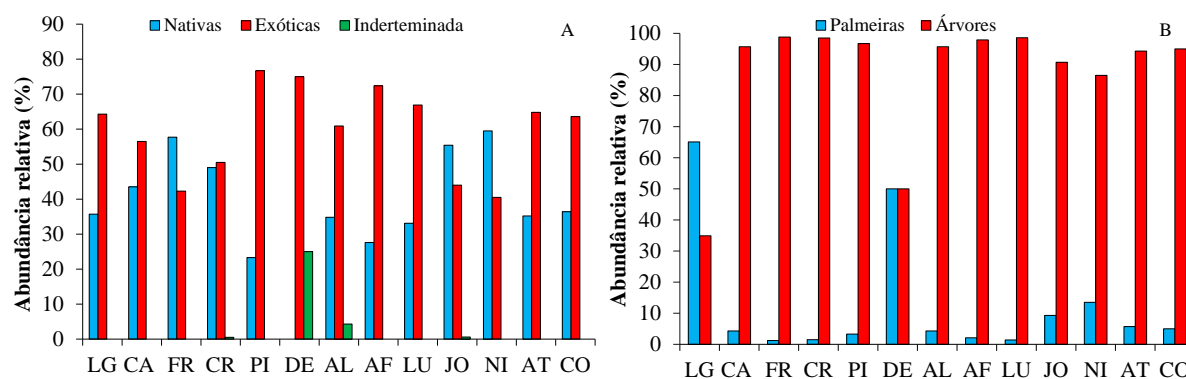 Nativas Exóticas Inderteminada
A
Abundância relativa (%)
90
80
70
60
50
40
30
20
10
0
LG CA FR CR PI DE AL AF LU JO NI AT CO
Palmeiras Árvores
B
Abundância relativa (%)
100
90
80
70
60
50
40
30
20
10
0
LG CA FR CR PI DE AL AF LU JO NI AT CO